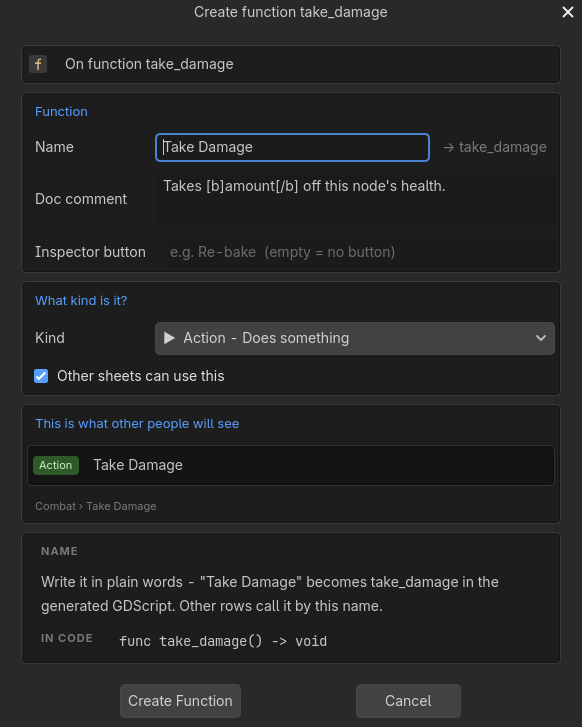 Create function take_damage
f On function take_damage
Function
Name Take Damage → take_damage
Doc comment Takes [b]amount[/b] off this node's health.
Inspector button e.g. Re-bake (empty = no button)
What kind is it?
Kind Action - Does something
Other sheets can use this
This is what other people will see
Action Take Damage
Combat › Take Damage
NAME
Write it in plain words - "Take Damage" becomes take_damage in the
generated GDScript. Other rows call it by this name.
IN CODE func take_damage() -> void
Create Function Cancel